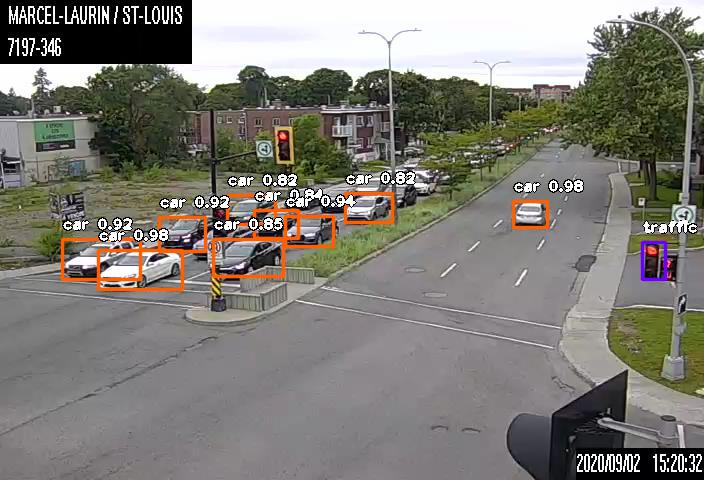 MARCEL-LAURIN / ST-LOUIS
7197-346
car 0.82
car 0.82
car 0.98
car 0.92
car 0.84
car 0.94
car 0.92
car 0.98
car 0.85
traffic
2020/09/02 15:20:32